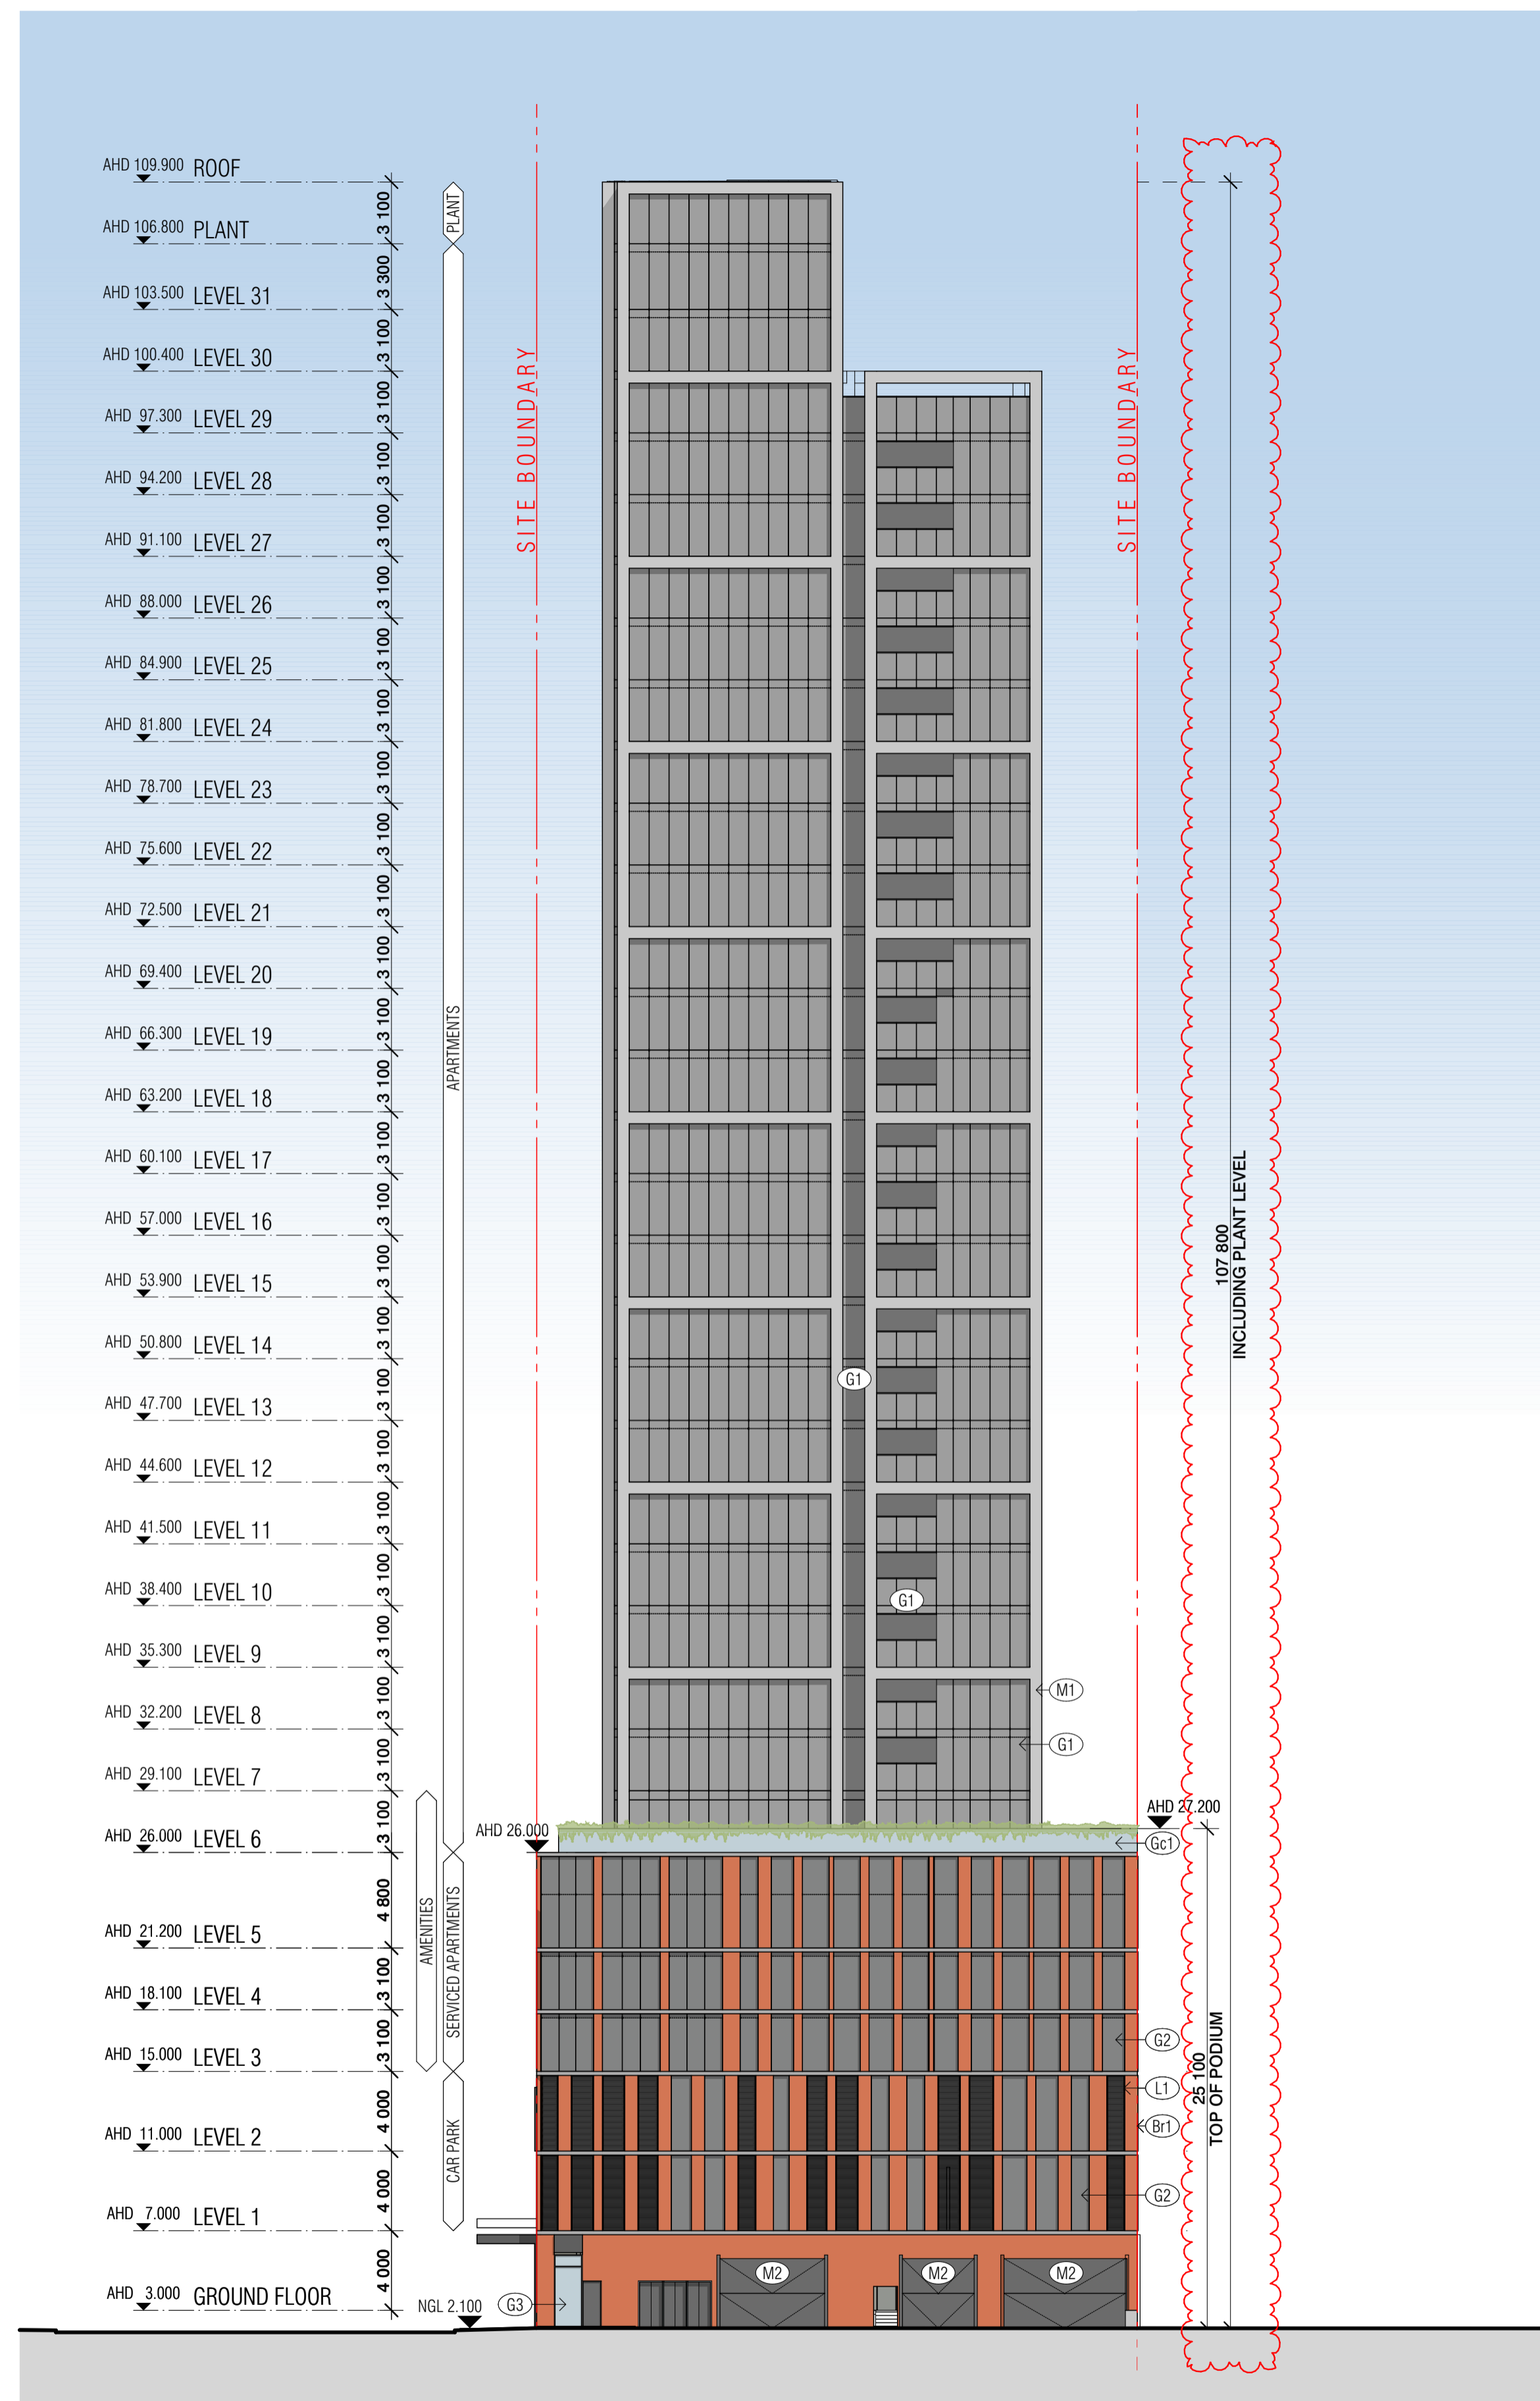 AHD 109.900 ROOF
3 100
PLANT
AHD 106.800 PLANT
3 300
AHD 103.500 LEVEL 31
3 100
AHD 100.400 LEVEL 30
3 100
AHD 97.300 LEVEL 29
3 100
AHD 94.200 LEVEL 28
3 100
AHD 91.100 LEVEL 27
3 100
AHD 88.000 LEVEL 26
3 100
AHD 84.900 LEVEL 25
3 100
AHD 81.800 LEVEL 24
3 100
AHD 78.700 LEVEL 23
3 100
AHD 75.600 LEVEL 22
3 100
AHD 72.500 LEVEL 21
3 100
AHD 69.400 LEVEL 20
3 100
AHD 66.300 LEVEL 19
3 100
AHD 63.200 LEVEL 18
3 100
AHD 60.100 LEVEL 17
3 100
AHD 57.000 LEVEL 16
3 100
AHD 53.900 LEVEL 15
3 100
AHD 50.800 LEVEL 14
3 100
AHD 47.700 LEVEL 13
3 100
AHD 44.600 LEVEL 12
3 100
AHD 41.500 LEVEL 11
3 100
AHD 38.400 LEVEL 10
3 100
AHD 35.300 LEVEL 9
3 100
AHD 32.200 LEVEL 8
3 100
AHD 29.100 LEVEL 7
3 100
AHD 26.000 LEVEL 6
4 800
AHD 21.200 LEVEL 5
3 100
AHD 18.100 LEVEL 4
3 100
AHD 15.000 LEVEL 3
4 000
AHD 11.000 LEVEL 2
4 000
AHD 7.000 LEVEL 1
4 000
AHD 3.000 GROUND FLOOR
APARTMENTS
AMENITIES
SERVICED APARTMENTS
CAR PARK
SITE BOUNDARY
SITE BOUNDARY
G1
G1
M1
G1
AHD 27.200
AHD 26.000
Gc1
G2
L1
Br1
G2
M2
M2
M2
G3
NGL 2.100
107 800
INCLUDING PLANT LEVEL
25 100
TOP OF PODIUM